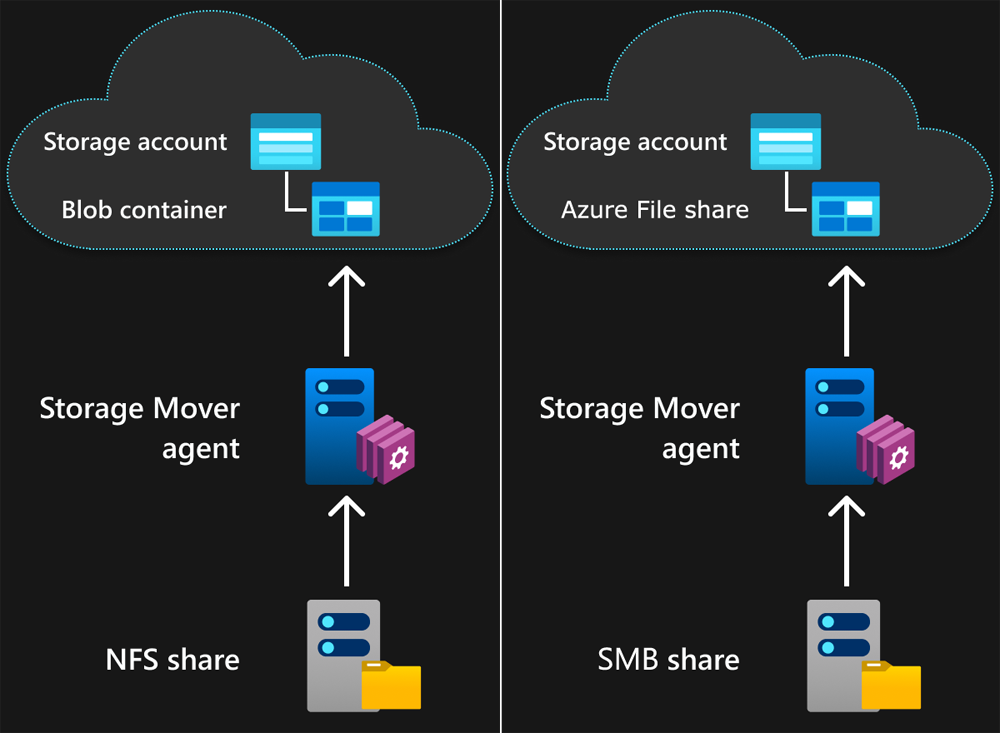 Storage account
Blob container
Storage Mover
agent
NFS share
Storage account
Azure File share
Storage Mover
agent
SMB share